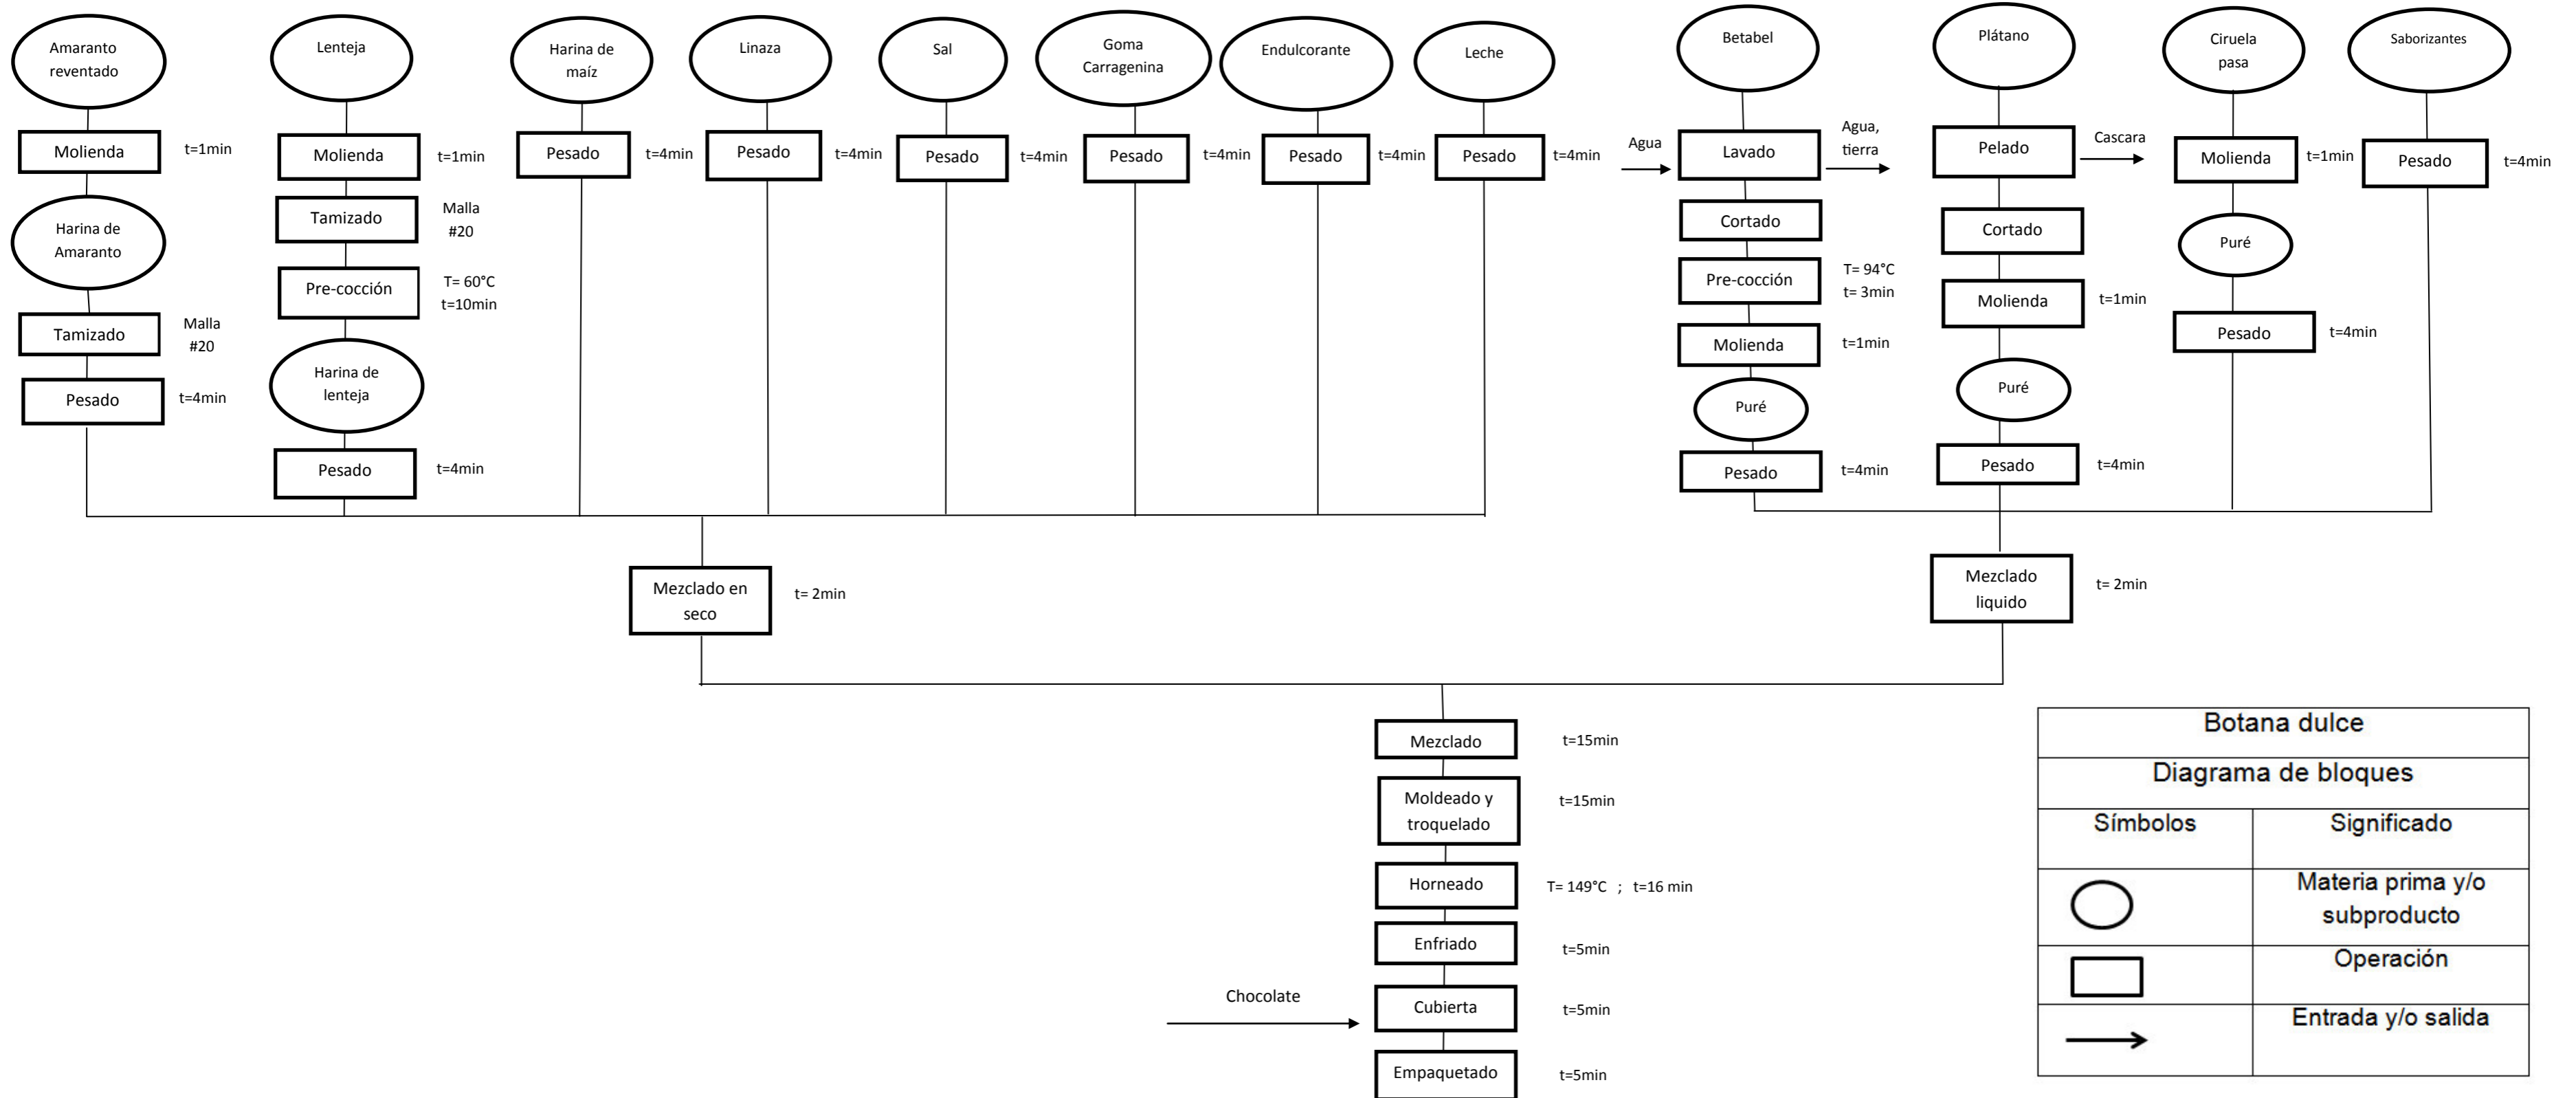 Amaranto
reventado
Lenteja
Harina de
maíz
Linaza
Sal
Goma
Carragenina
Endulcorante
Leche
Betabel
Plátano
Ciruela
pasa
Saborizantes
Molienda
t=1min
Molienda
t=1min
Pesado
t=4min
Pesado
t=4min
Pesado
t=4min
Pesado
t=4min
Pesado
t=4min
Pesado
t=4min
Agua
Lavado
Agua,
tierra
Pelado
Cascara
Molienda
t=1min
Pesado
t=4min
Harina de
Amaranto
Tamizado
Malla
#20
Cortado
Cortado
Puré
Pre-cocción
T= 60°C
t=10min
Pre-cocción
T= 94°C
t= 3min
Molienda
t=1min
Tamizado
Malla
#20
Harina de
lenteja
Molienda
t=1min
Pesado
t=4min
Pesado
t=4min
Puré
Puré
Pesado
t=4min
Pesado
t=4min
Pesado
t=4min
Mezclado en
seco
t= 2min
Mezclado
liquido
t= 2min
Mezclado
t=15min
Moldeado y
troquelado
t=15min
Horneado
T= 149°C ; t=16 min
Enfriado
t=5min
Chocolate
Cubierta
t=5min
Empaquetado
t=5min
Botana dulce
Diagrama de bloques
Símbolos
Significado
Materia prima y/o
subproducto
Operación
Entrada y/o salida